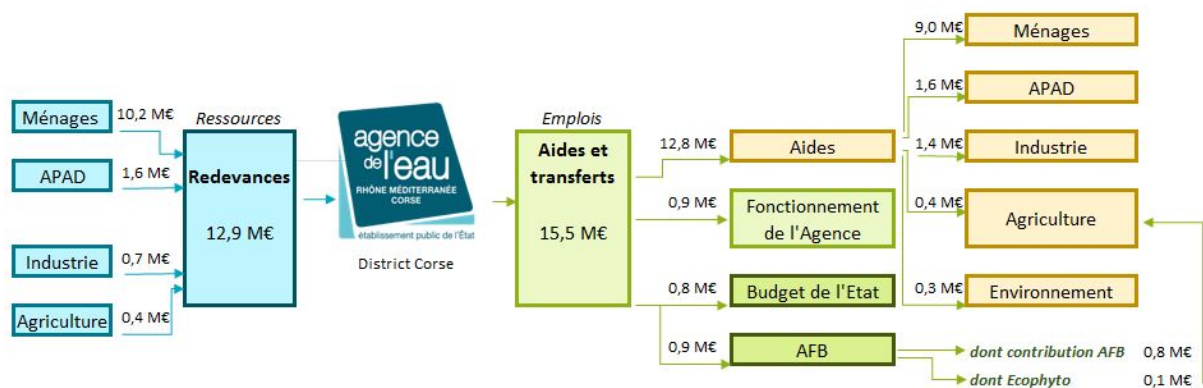 Ressources
Ménages
10,2 M€
APAD
1,6 M€
Industrie
0,7 M€
Agriculture
0,4 M€
Redevances
12,9 M€
agence
de l'eau
RHÔNE MÉDITERRANÉE
CORSE
établissement public de l'État
District Corse
Emplois
Aides et
transferts
15,5 M€
12,8 M€
Aides
0,9 M€
Fonctionnement
de l'Agence
0,8 M€
Budget de l'Etat
0,9 M€
AFB
9,0 M€
Ménages
1,6 M€
APAD
1,4 M€
Industrie
0,4 M€
Agriculture
0,3 M€
Environnement
dont contribution AFB 0,8 M€
dont Ecophyto 0,1 M€